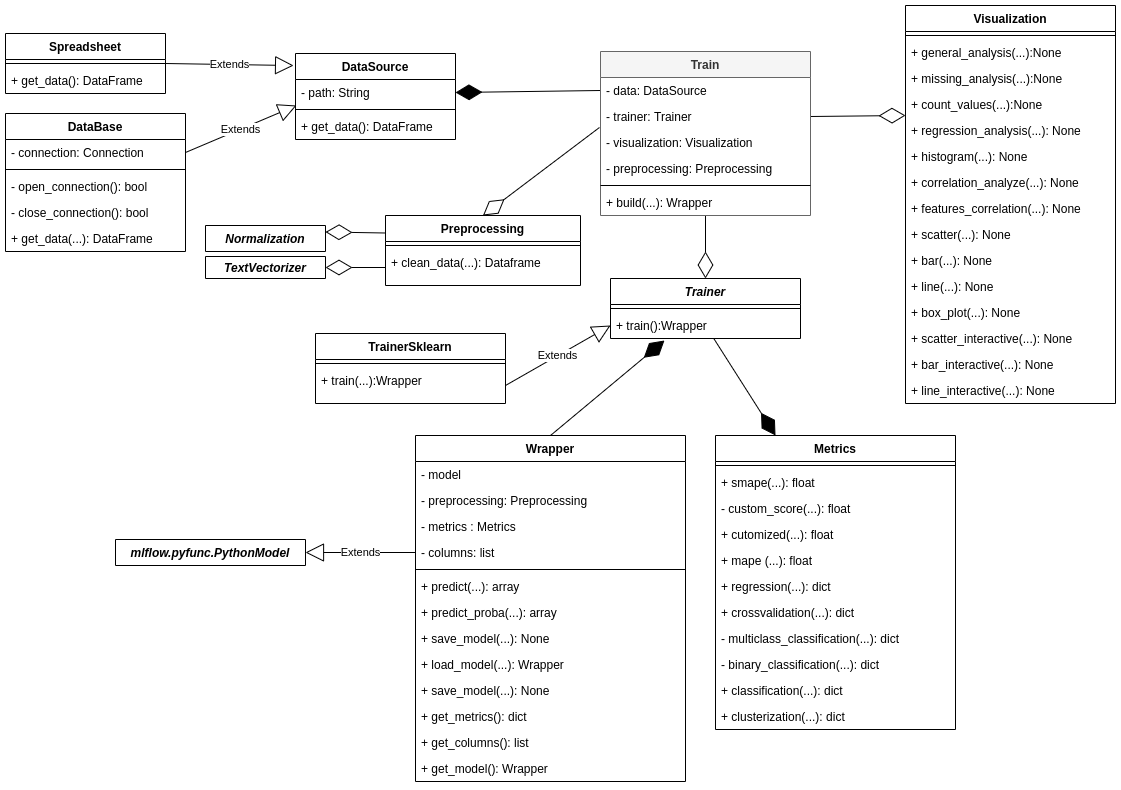 Spreadsheet
+ get_data(): DataFrame
Extends
DataBase
- connection: Connection
- open_connection(): bool
- close_connection(): bool
+ get_data(...): DataFrame
Extends
DataSource
- path: String
+ get_data(): DataFrame
Train
- data: DataSource
- trainer: Trainer
- visualization: Visualization
- preprocessing: Preprocessing
+ build(...): Wrapper
Visualization
+ general_analysis(...):None
+ missing_analysis(...):None
+ count_values(...):None
+ regression_analysis(...): None
+ histogram(...): None
+ correlation_analyze(...): None
+ features_correlation(...): None
+ scatter(...): None
+ bar(...): None
+ line(...): None
+ box_plot(...): None
+ scatter_interactive(...): None
+ bar_interactive(...): None
+ line_interactive(...): None
Normalization
TextVectorizer
Preprocessing
+ clean_data(...): Dataframe
Trainer
+ train():Wrapper
TrainerSklearn
+ train(...):Wrapper
Extends
Wrapper
- model
- preprocessing: Preprocessing
- metrics : Metrics
- columns: list
+ predict(...): array
+ predict_proba(...): array
+ save_model(...): None
+ load_model(...): Wrapper
+ save_model(...): None
+ get_metrics(): dict
+ get_columns(): list
+ get_model(): Wrapper
mlflow.pyfunc.PythonModel
Extends
Metrics
+ smape(...): float
- custom_score(...): float
+ cutomized(...): float
+ mape (...): float
+ regression(...): dict
+ crossvalidation(...): dict
- multiclass_classification(...): dict
- binary_classification(...): dict
+ classification(...): dict
+ clusterization(...): dict